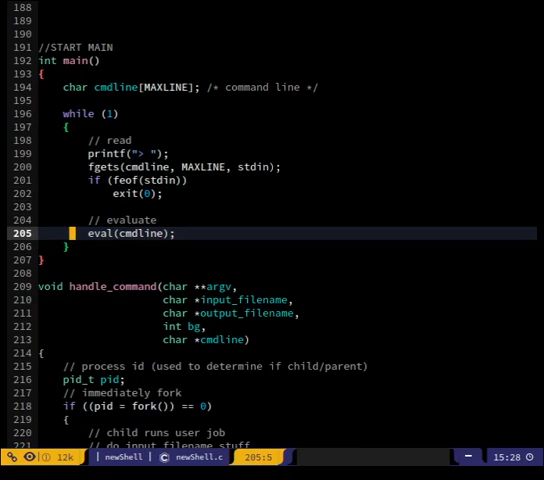 188
189
190
191 //START MAIN
192 int main()
193 {
194     char cmdline[MAXLINE]; /* command line */
195
196     while (1)
197     {
198         // read
199         printf("> ");
200         fgets(cmdline, MAXLINE, stdin);
201         if (feof(stdin))
202             exit(0);
203
204         // evaluate
205         eval(cmdline);
206     }
207 }
208
209 void handle_command(char **argv,
210                     char *input_filename,
211                     char *output_filename,
212                     int bg,
213                     char *cmdline)
214 {
215     // process id (used to determine if child/parent)
216     pid_t pid;
217     // immediately fork
218     if ((pid = fork()) == 0)
219     {
220         // child runs user job
221         // do input filename stuff
12k | newShell | newShell.c 205:5 15:28